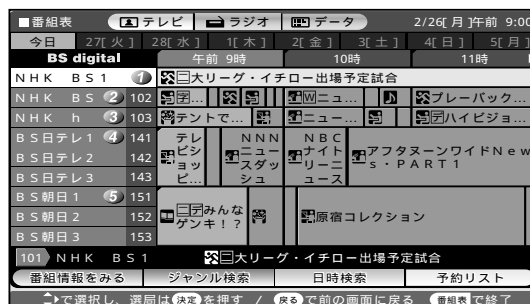 ■番組表 テレビ ラジオ データ 2/26[月]午前 9:00
今日 27[火] 28[水] 1[木] 2[金] 3[土] 4[日] 5[月]
BS digital 午前 9時 10時 11時
NHK BS1 1 大リーグ・イチロー出場予定試合
NHK BS 2 102 字... W ニュ... プレーバック...
NHK h 3 103 テントで... ニュー... デハイビジョ...
BS日テレ1 4 141 テレビショッピ... NNNニューススダッシュ NBCナイトリーニュース アフタヌーンワイドNews・PART1
BS日テレ2 142
BS日テレ3 143
BS朝日1 5 151 二デみんなゲンキ!? 原宿コレクション
BS朝日2 152
BS朝日3 153
101 NHK BS1 大リーグ・イチロー出場予定試合
番組情報をみる ジャンル検索 日時検索 予約リスト
で選択し、選局は 決定 を押す / 戻る で前の画面に戻る 番組表 で終了